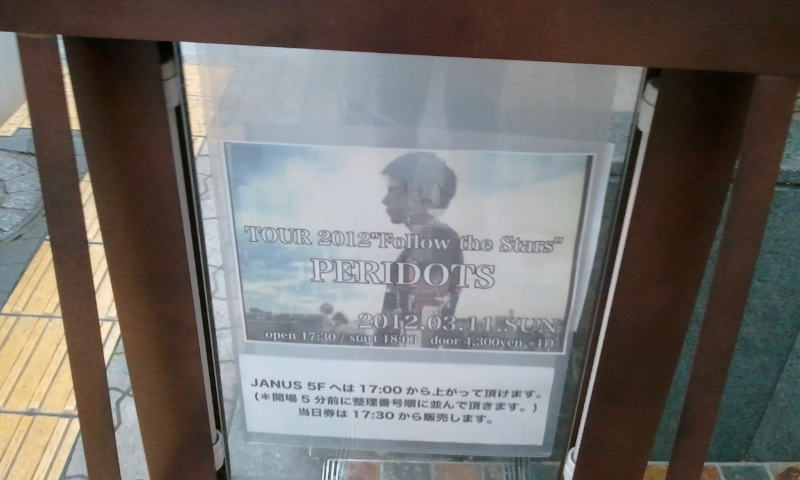 TOUR 2012"Follow the Stars"
PERIDOTS
2012.03.11.SUN
open 17:30 / start 18:00 door 4,300yen.+1D
JANUS 5Fへは 17:00 から上がって頂けます。
(＊開場 5 分前に整理番号順に並んで頂きます。)
当日券は 17:30 から販売します。